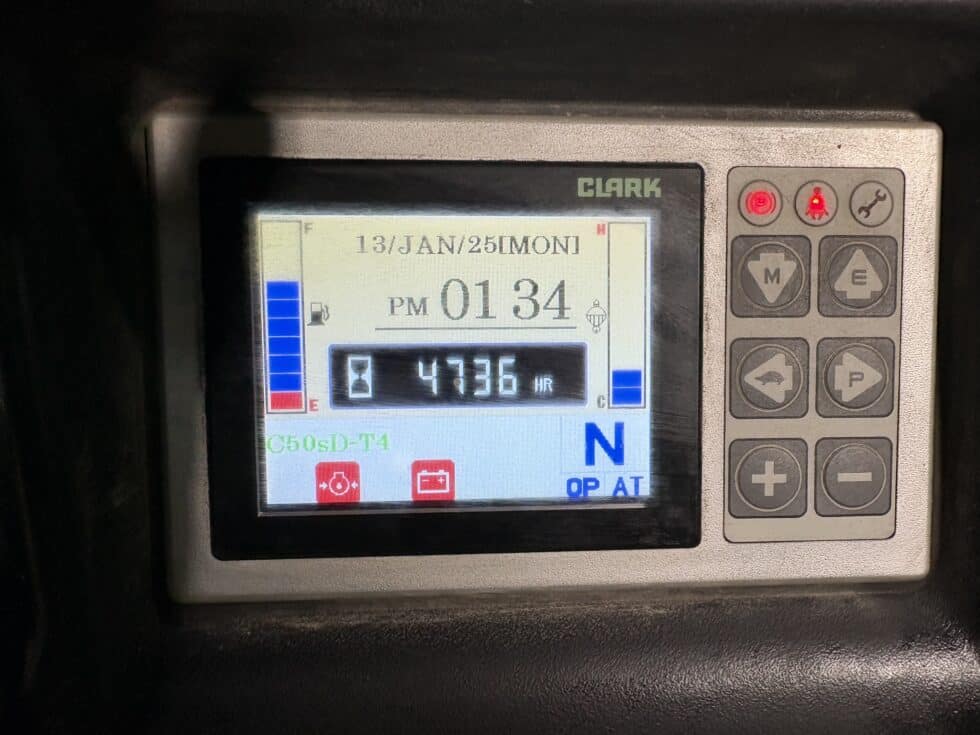 CLARK
F
H
13/JAN/25[MON]
PM 01 34
4736 HR
E
C
C50sD-T4
N
OP AT
P
M
E
P
+
−